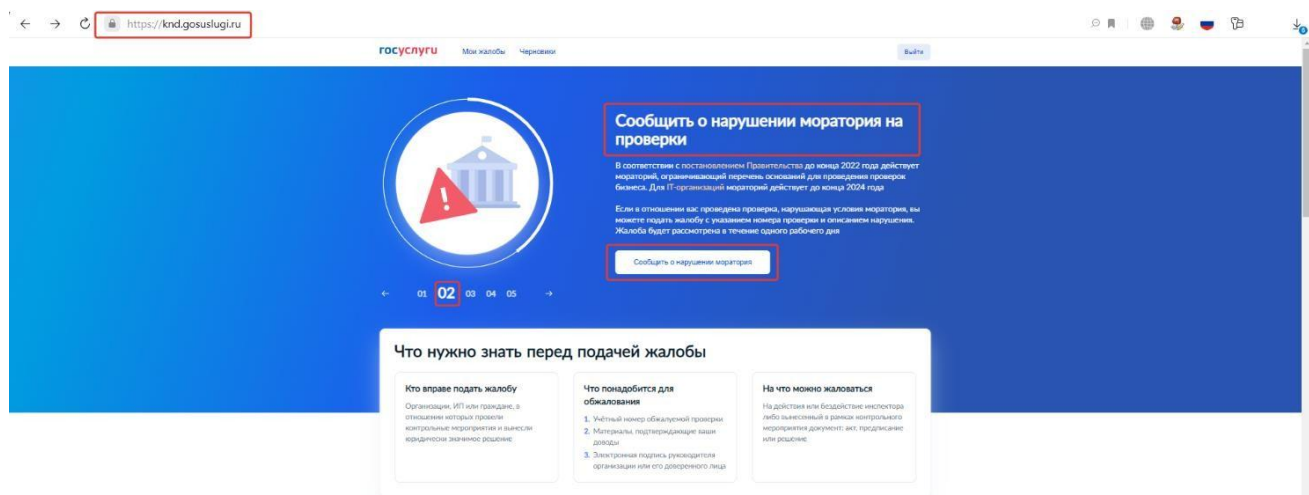 https://knd.gosuslugi.ru
госуслуги Мои жалобы Черновики Выйти
Сообщить о нарушении моратория на
проверки
В соответствии с постановлением Правительства до конца 2022 года действует
мораторий, ограничивающий перечень оснований для проведения проверок
бизнеса. Для IT-организаций мораторий действует до конца 2024 года
Если в отношении вас проведена проверка, нарушающая условия моратория, вы
можете подать жалобу с указанием номера проверки и описанием нарушения.
Жалоба будет рассмотрена в течение одного рабочего дня
Сообщить о нарушении моратория
← 01 02 03 04 05 →
Что нужно знать перед подачей жалобы
Кто вправе подать жалобу
Организации, ИП или граждане, в
отношении которых провели
контрольные мероприятия и вынесли
юридически значимое решение
Что понадобится для
обжалования
1. Учётный номер обжалуемой проверки
2. Материалы, подтверждающие ваши
доводы
3. Электронная подпись руководителя
организации или его доверенного лица
На что можно жаловаться
На действия или бездействие инспектора
либо вынесенный в рамках контрольного
мероприятия документ: акт, предписание
или решение